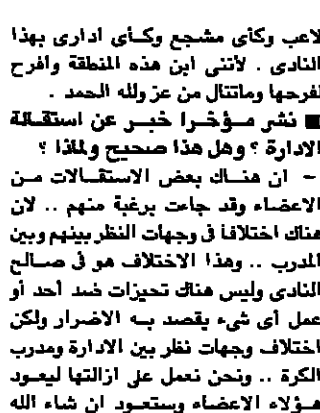 لاعب وكأى مشجع وكأى ادارى بهذا
النادى . لأننى ابن هذه المنطقة وافرح
لفرحها وماتنال من عز ولله الحمد .
■ نشر مؤخرا خبر عن استقالة
الادارة ؟ وهل هذا صحيح ولماذا ؟
- ان هناك بعض الاستقالات من
الاعضاء وقد جاءت برغبة منهم .. لان
هناك اختلافا فى وجهات النظر بينهم وبين
المدرب .. وهذا الاختلاف هو فى صالح
النادى وليس هناك تحيزات ضد أحد أو
عمل أى شىء يقصد به الاضرار ولكن
اختلاف وجهات نظر بين الادارة ومدرب
الكرة .. ونحن نعمل على ازالتها ليعود
هؤلاء الاعضاء وستعود ان شاء الله